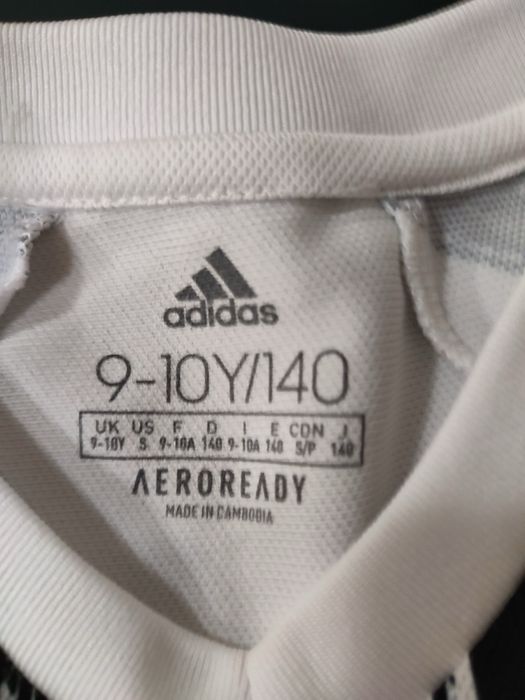 adidas
9-10Y/140
UK US F D I E CON J
9-10Y S 9-10A 140 9-10A 140 S/P 140
AEROREADY
MADE IN CAMBODIA